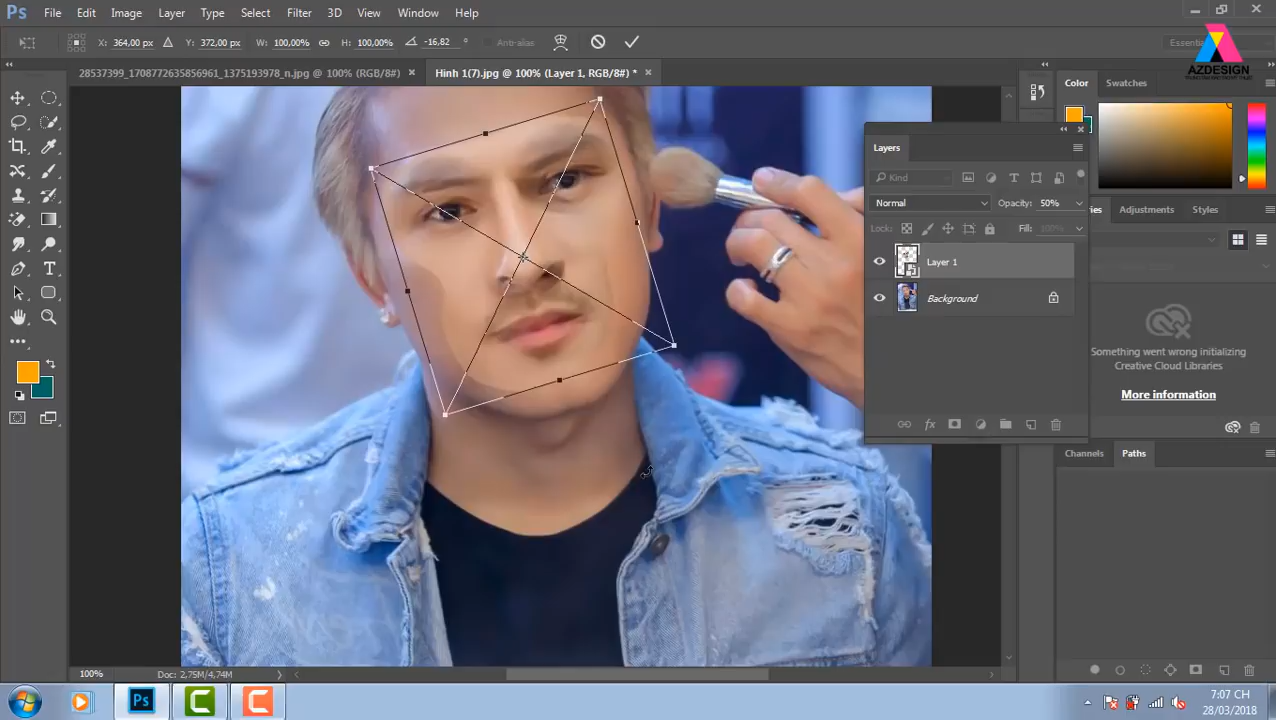 Ps File Edit Image Layer Type Select Filter 3D View Window Help
X: 364,00 px Y: 372,00 px W: 100,00% H: 100,00% -16,82 ° Anti-alias Essentia
AZDESIGN
28537399_1708772635856961_1375193978_n.jpg @ 100% (RGB/8#) × Hinh 1(7).jpg @ 100% (Layer 1, RGB/8#) * ×
Color Swatches
Layers
Kind
Normal Opacity: 50%
ries Adjustments Styles
Lock: Fill: 100%
Layer 1
Background
Something went wrong initializing
Creative Cloud Libraries
More information
fx
Channels Paths
100% Doc: 2,75M/4,74M
Ps
7:07 CH
28/03/2018